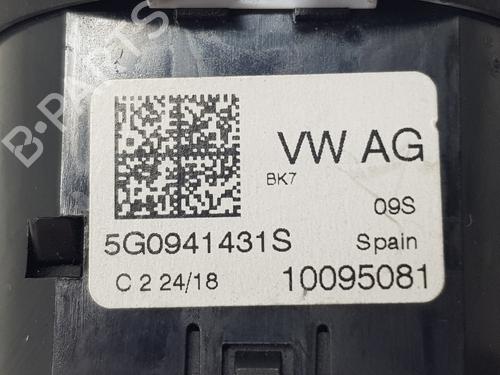 VW AG
BK7
09S
5G0941431S
Spain
C 2 24/18
10095081
B-PARTS